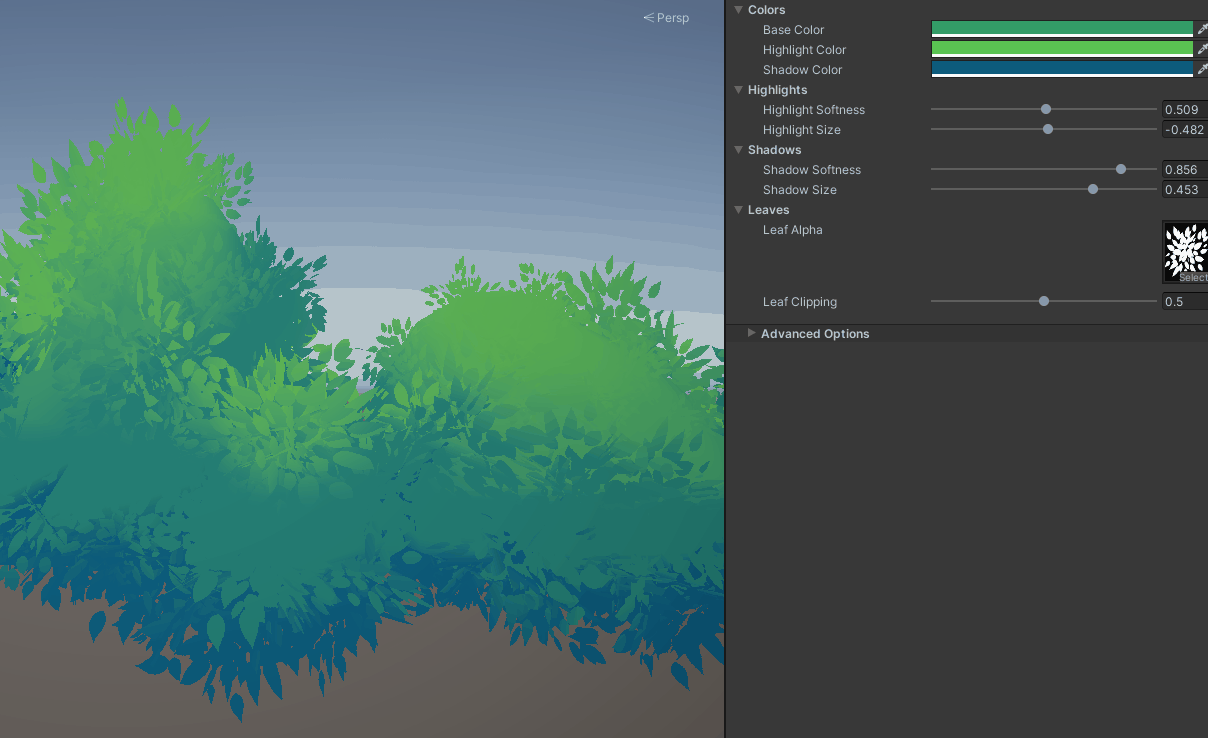 Persp
Colors
Base Color
Highlight Color
Shadow Color
Highlights
Highlight Softness 0.509
Highlight Size -0.482
Shadows
Shadow Softness 0.856
Shadow Size 0.453
Leaves
Leaf Alpha
Select
Leaf Clipping 0.5
Advanced Options